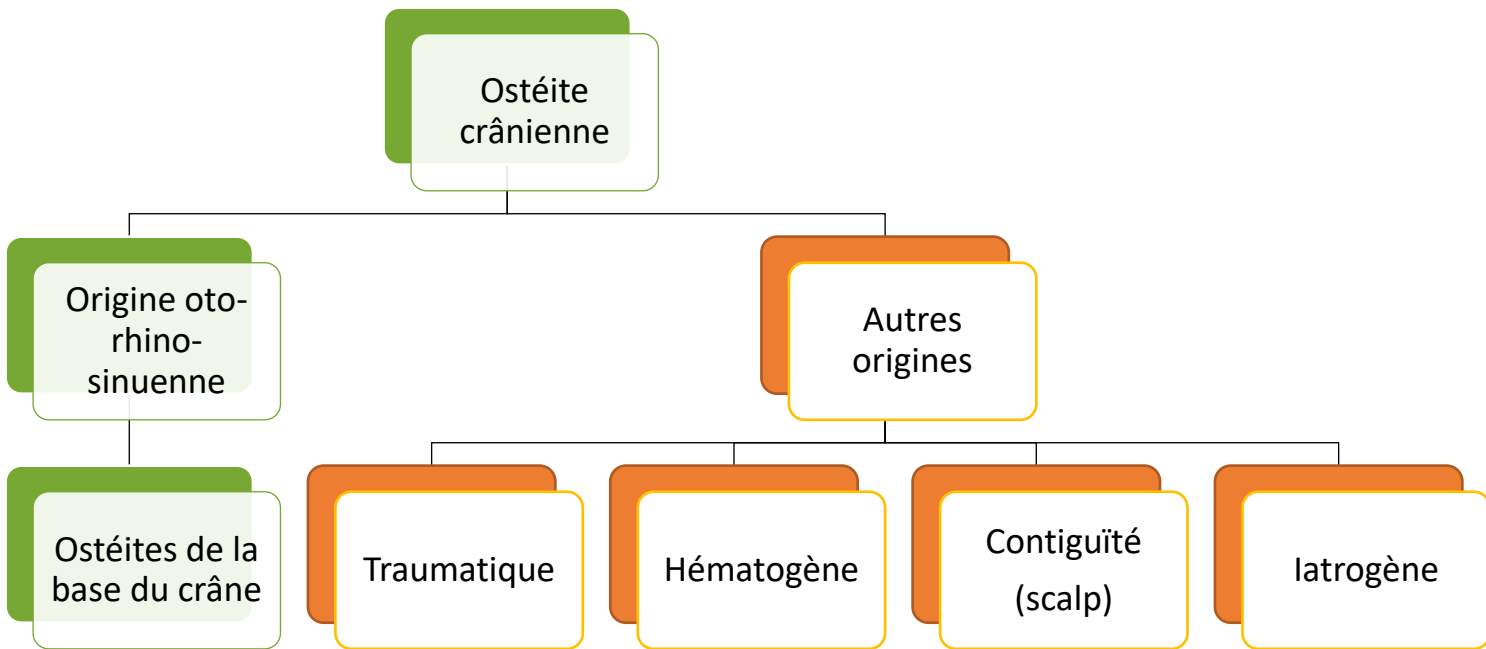 Ostéite
crânienne
Origine oto-
rhino-
sinuenne
Autres
origines
Ostéites de la
base du crâne
Traumatique
Hématogène
Contiguïté
(scalp)
Iatrogène